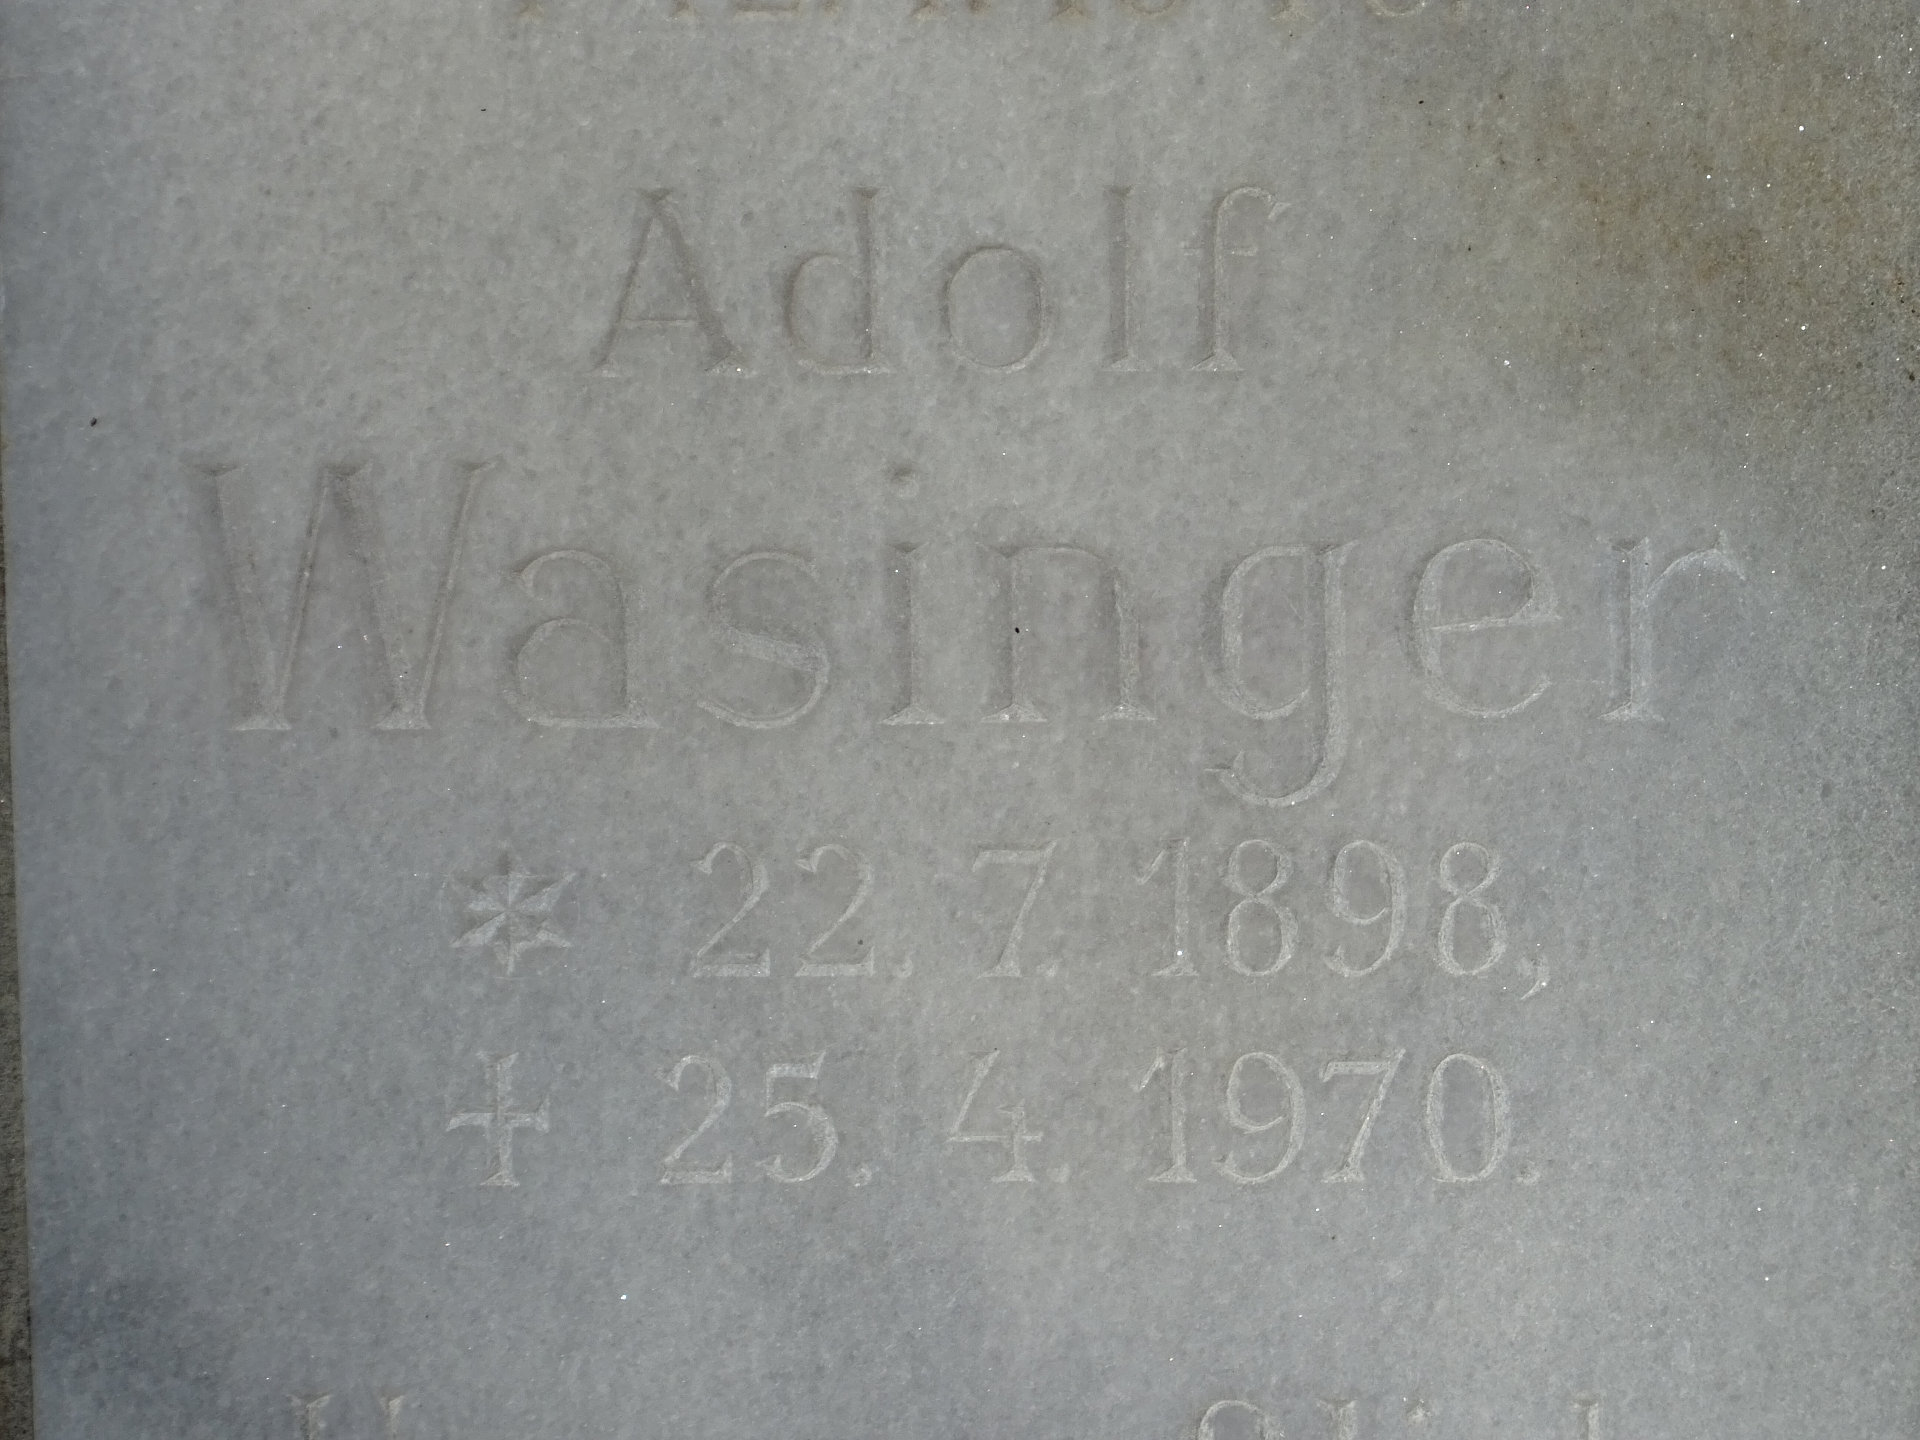 Adolf
Wasinger
* 22. 7. 1898,
+ 25. 4. 1970.